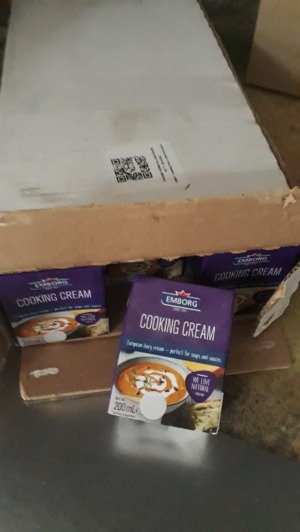 EMBORG
COOKING CREAM
EMBORG
COOKING CREAM
EMBORG
COOKING CREAM
European dairy cream – perfect for soups and sauces
WE LOVE
NATURAL
200mL